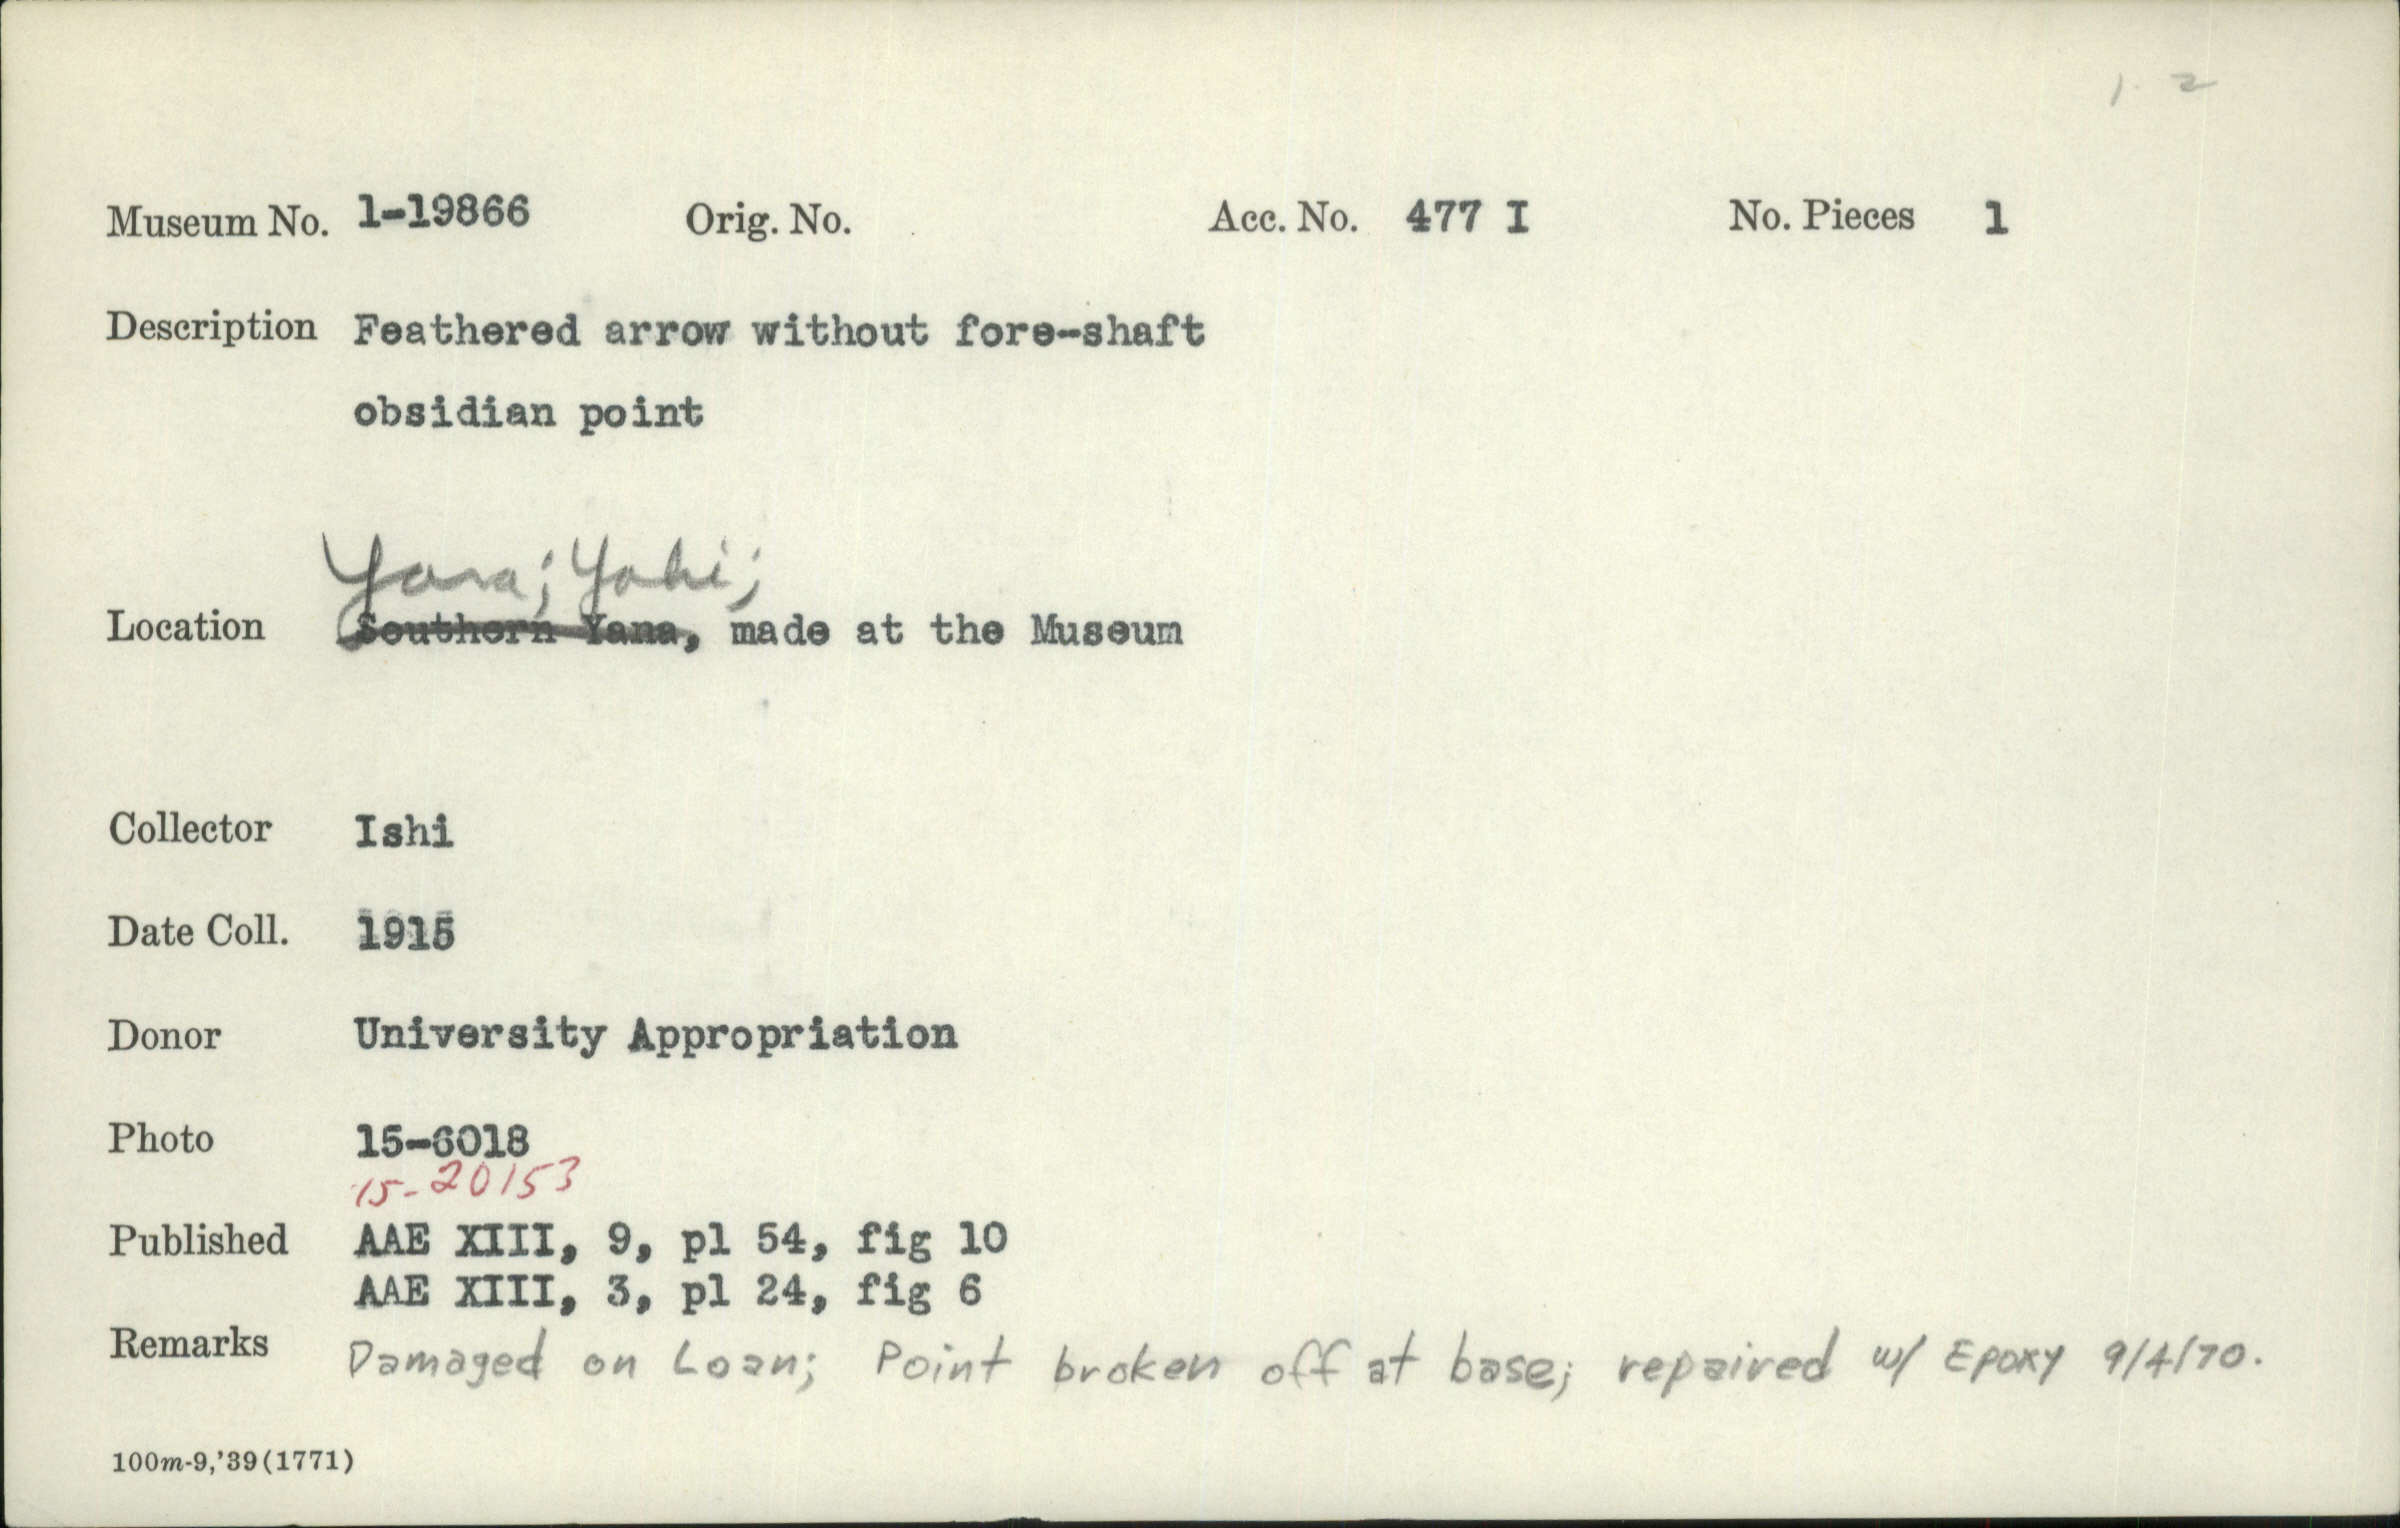 1. 2
Museum No. 1-19866 Orig. No. Acc. No. 477 I No. Pieces 1
Description Feathered arrow without fore-shaft
obsidian point
Yana; Yahi;
Location Southern Yana, made at the Museum
Collector Ishi
Date Coll. 1915
Donor University Appropriation
Photo 15-6018
15-20153
Published AAE XIII, 9, pl 54, fig 10
AAE XIII, 3, pl 24, fig 6
Remarks Damaged on Loan; Point broken off at base; repaired w/ Epoxy 9/4/70.
100m-9,'39(1771)